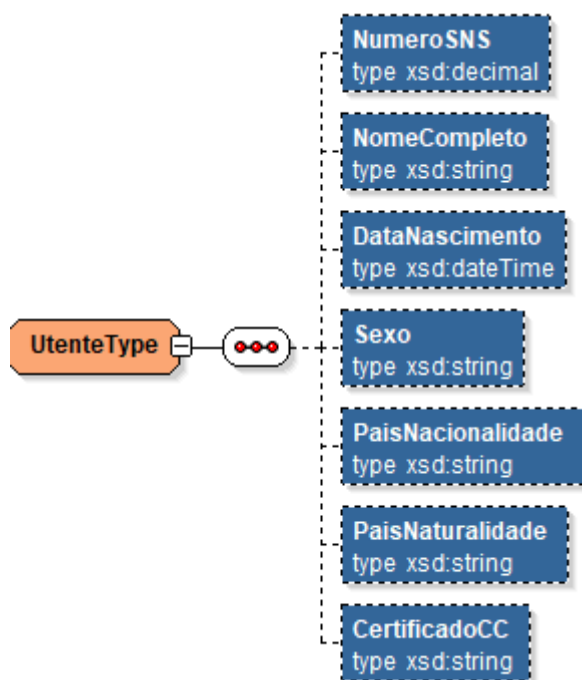 NumeroSNS
type xsd:decimal
NomeCompleto
type xsd:string
DataNascimento
type xsd:dateTime
UtenteType
Sexo
type xsd:string
PaisNacionalidade
type xsd:string
PaisNaturalidade
type xsd:string
CertificadoCC
type xsd:string